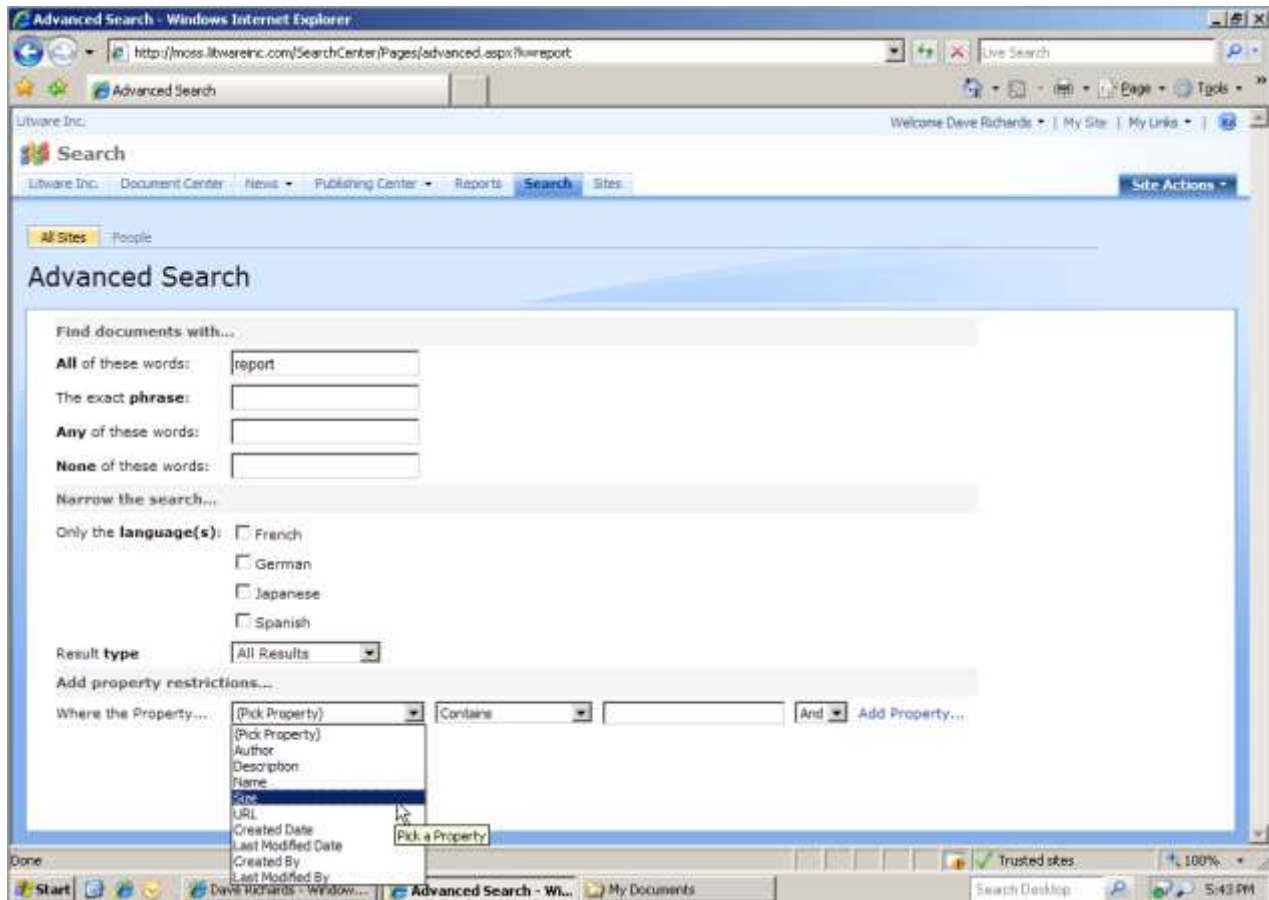 Advanced Search - Windows Internet Explorer
http://moss.litwareinc.com/SearchCenter/Pages/advanced.aspx?k=report Live Search
Advanced Search Page Tools
Litware Inc. Welcome Dave Richards | My Site | My Links |
Search
Litware Inc. Document Center News Publishing Center Reports Search Sites Site Actions
All Sites People
Advanced Search
Find documents with...
All of these words: report
The exact phrase:
Any of these words:
None of these words:
Narrow the search...
Only the language(s): French
German
Japanese
Spanish
Result type All Results
Add property restrictions...
Where the Property... (Pick Property) Contains And Add Property...
(Pick Property)
Author
Description
Name
Size
URL
Created Date
Pick a Property
Last Modified Date
Created By
Last Modified By
Done Trusted sites 100%
Start Dave Richards - Window... Advanced Search - Wi... My Documents Search Desktop 5:43 PM